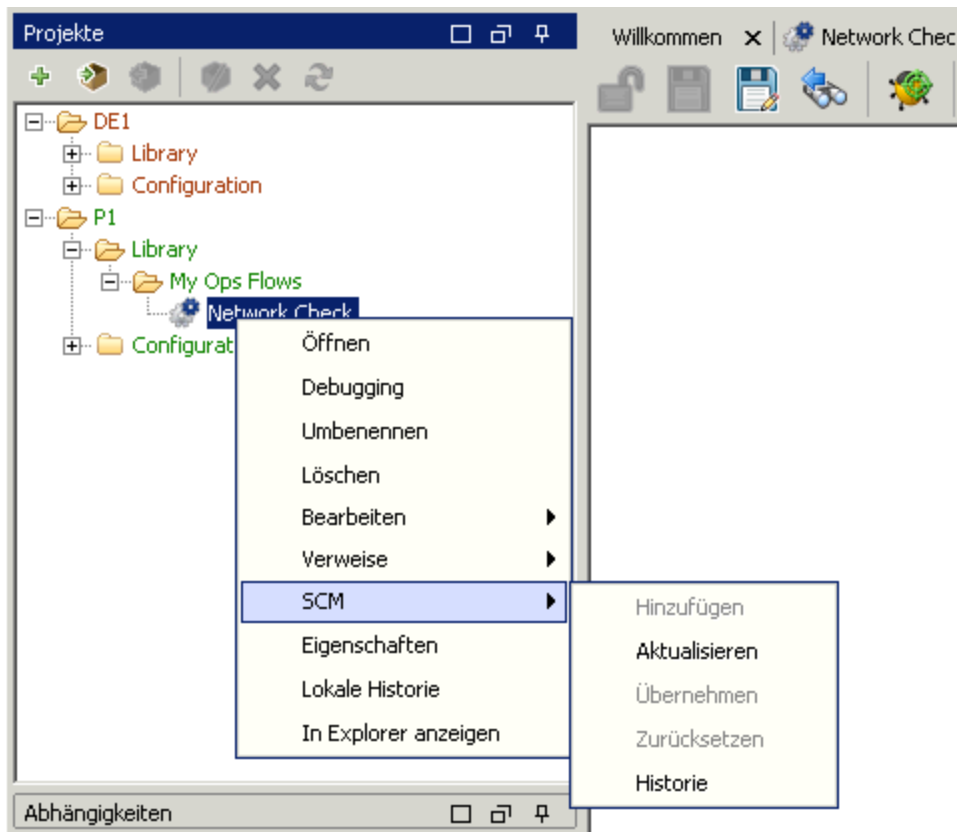 Projekte
Willkommen
Network Chec
DE1
Library
Configuration
P1
Library
My Ops Flows
Network Check
Configurat
Öffnen
Debugging
Umbenennen
Löschen
Bearbeiten
Verweise
SCM
Eigenschaften
Lokale Historie
In Explorer anzeigen
Hinzufügen
Aktualisieren
Übernehmen
Zurücksetzen
Historie
Abhängigkeiten